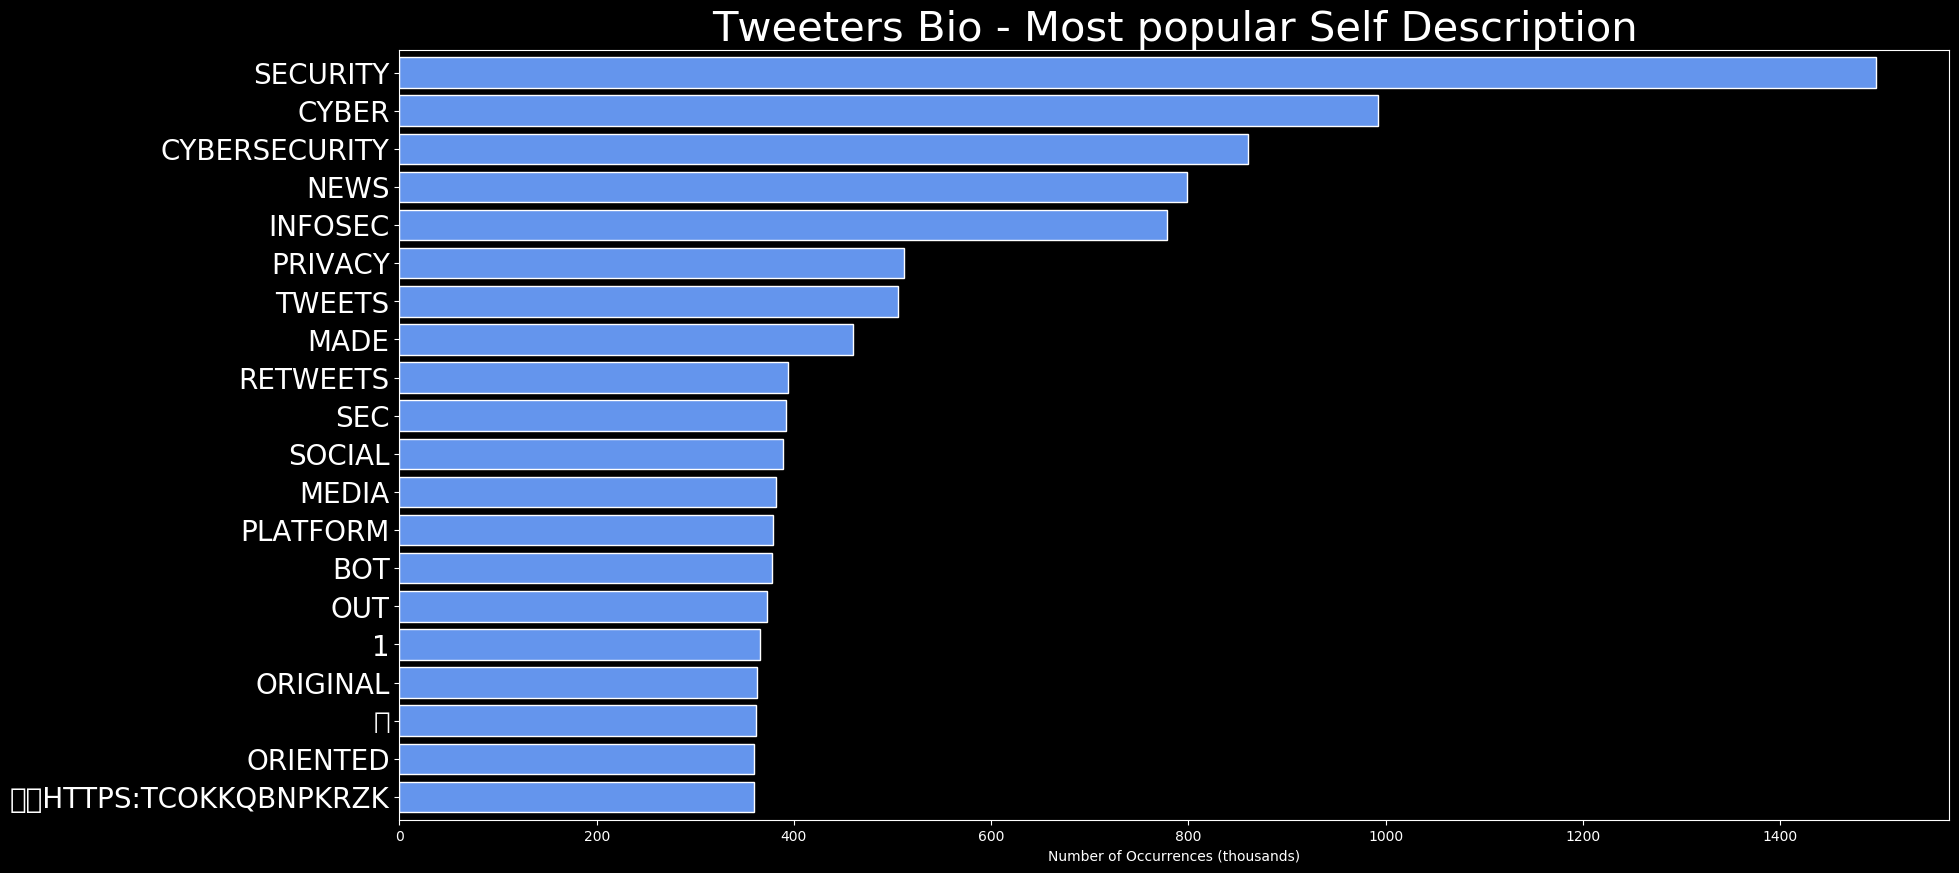 Tweeters Bio - Most popular Self Description
SECURITY
CYBER
CYBERSECURITY
NEWS
INFOSEC
PRIVACY
TWEETS
MADE
RETWEETS
SEC
SOCIAL
MEDIA
PLATFORM
BOT
OUT
1
ORIGINAL
ORIENTED
HTTPS:TCOKKQBNPKRZK
0 200 400 600 800 1000 1200 1400
Number of Occurrences (thousands)